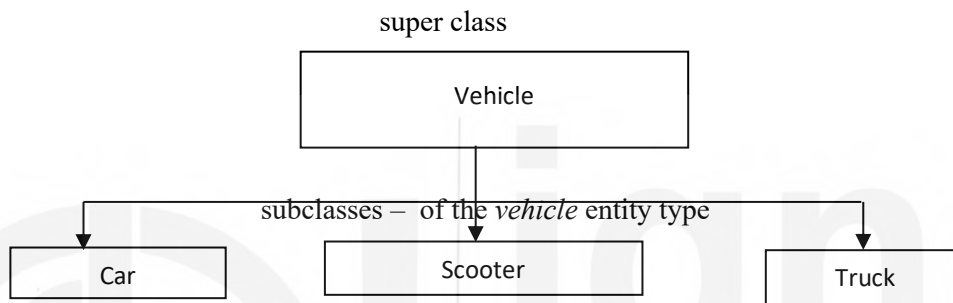 super class
Vehicle
subclasses – of the vehicle entity type
Car
Scooter
Truck